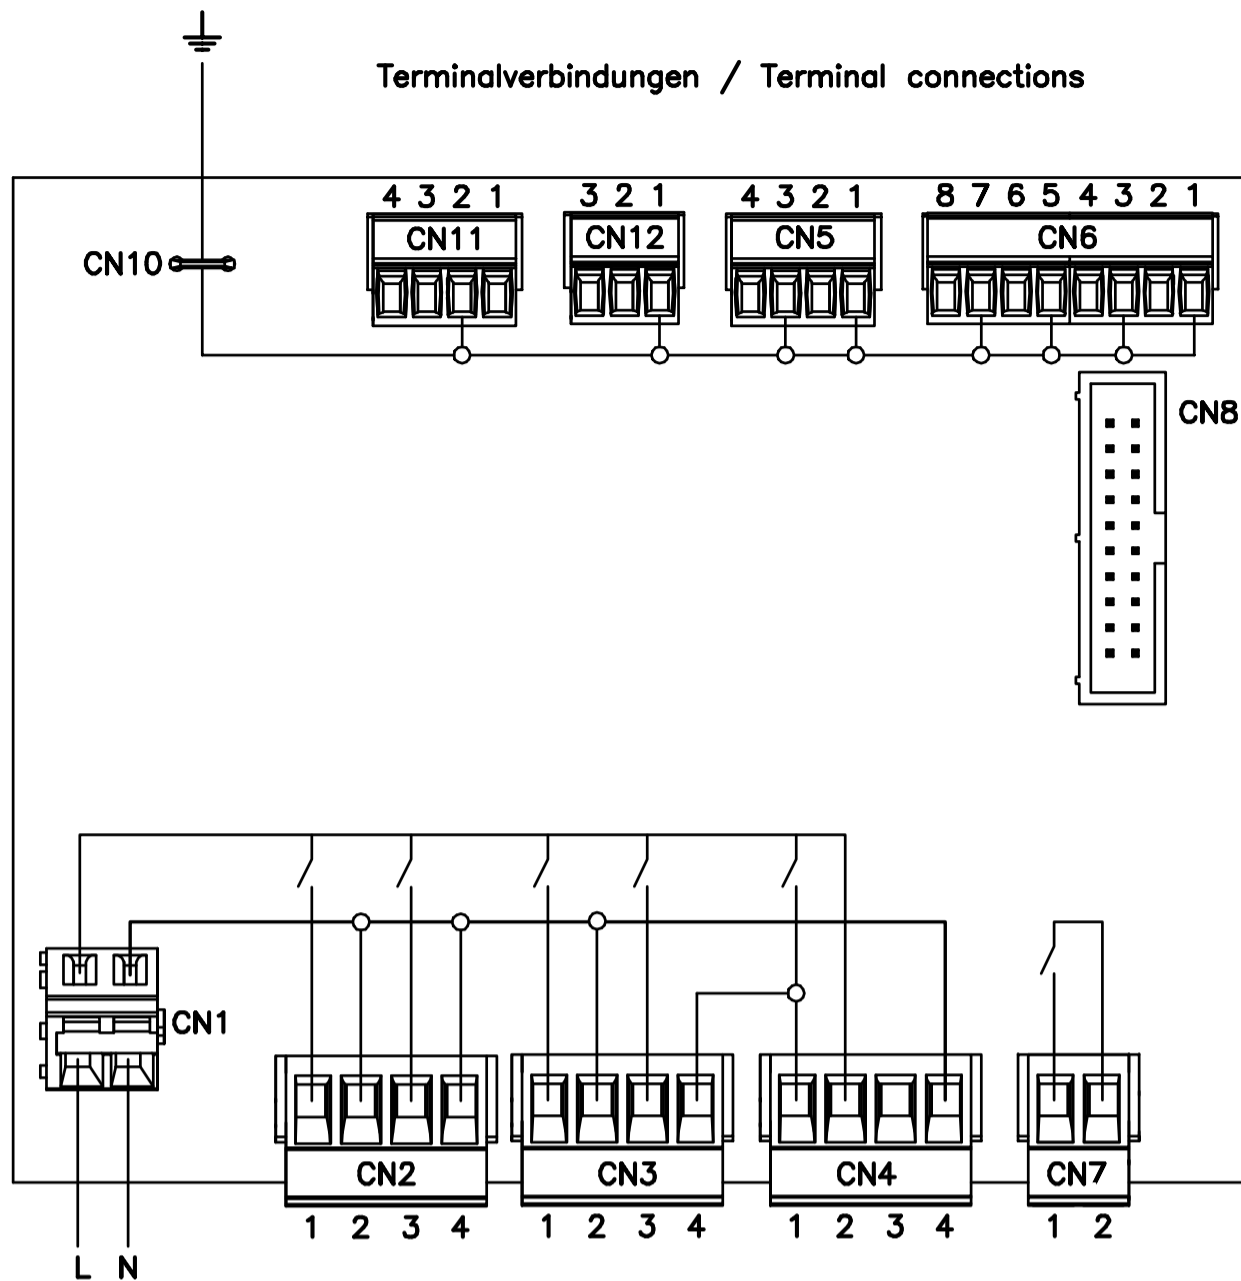 Terminalverbindungen / Terminal connections
4 3 2 1 3 2 1 4 3 2 1 8 7 6 5 4 3 2 1
CN11 CN12 CN5 CN6
CN10
CN8
CN1
CN2 CN3 CN4 CN7
1 2 3 4 1 2 3 4 1 2 3 4 1 2
L N